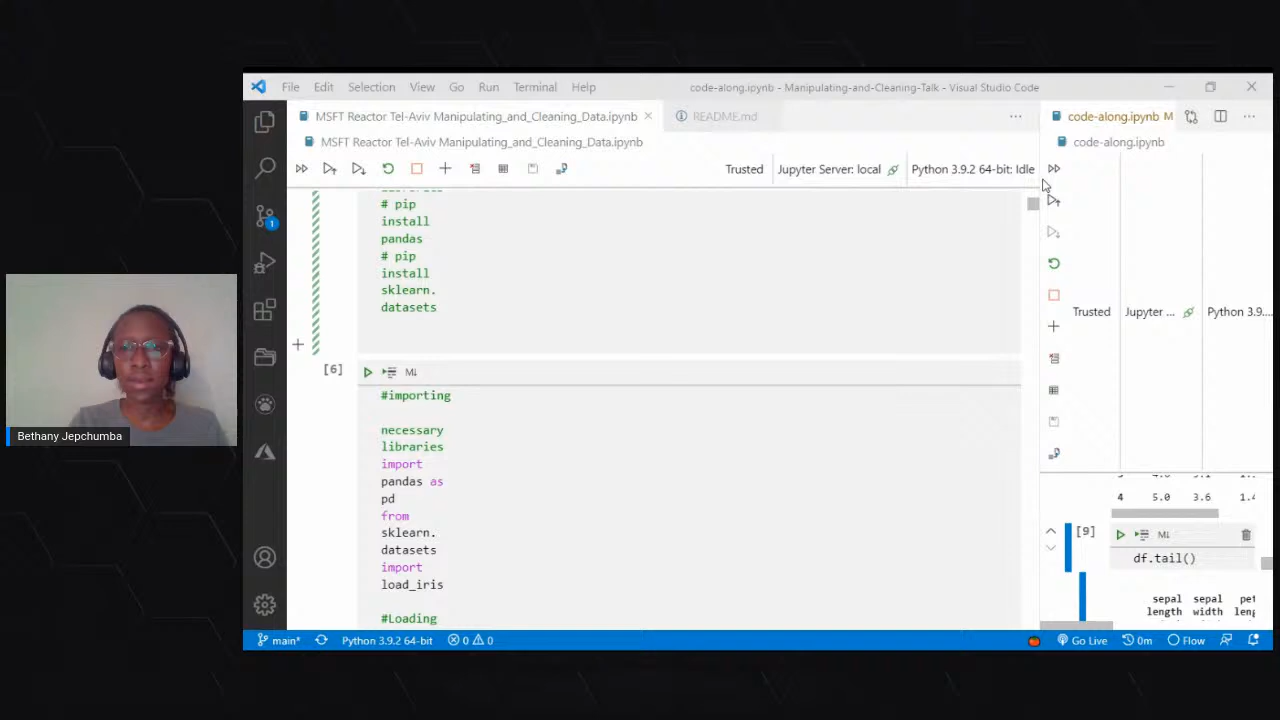 File Edit Selection View Go Run Terminal Help
code-along.ipynb - Manipulating-and-Cleaning-Talk - Visual Studio Code
MSFT Reactor Tel-Aviv Manipulating_and_Cleaning_Data.ipynb
README.md
MSFT Reactor Tel-Aviv Manipulating_and_Cleaning_Data.ipynb
Trusted
Jupyter Server: local
Python 3.9.2 64-bit: Idle
# pip
install
pandas
# pip
install
sklearn.
datasets
[6]
M↓
#importing
necessary
libraries
import
pandas as
pd
from
sklearn.
datasets
import
load_iris
#Loading
code-along.ipynb M
code-along.ipynb
Trusted
Jupyter ...
Python 3.9....
4 5.0 3.6 1.4
[9]
M↓
df.tail()
sepal sepal pet
length width leng
1
Bethany Jepchumba
main*
Python 3.9.2 64-bit
0 0
Go Live
0m
Flow